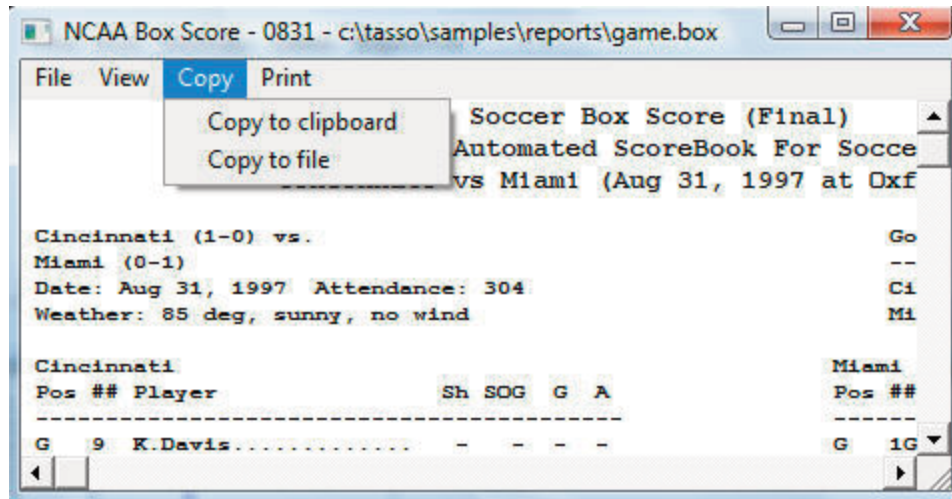 NCAA Box Score - 0831 - c:\tasso\samples\reports\game.box
File View Copy Print
Copy to clipboard
Copy to file
Soccer Box Score (Final)
Automated ScoreBook For Socce
vs Miami (Aug 31, 1997 at Oxf
Cincinnati (1-0) vs. Go
Miami (0-1) --
Date: Aug 31, 1997 Attendance: 304 Ci
Weather: 85 deg, sunny, no wind Mi
Cincinnati Miami
Pos ## Player Sh SOG G A Pos ##
----------------------------------------- ------
G 9 K.Davis............. - - - - G 1G